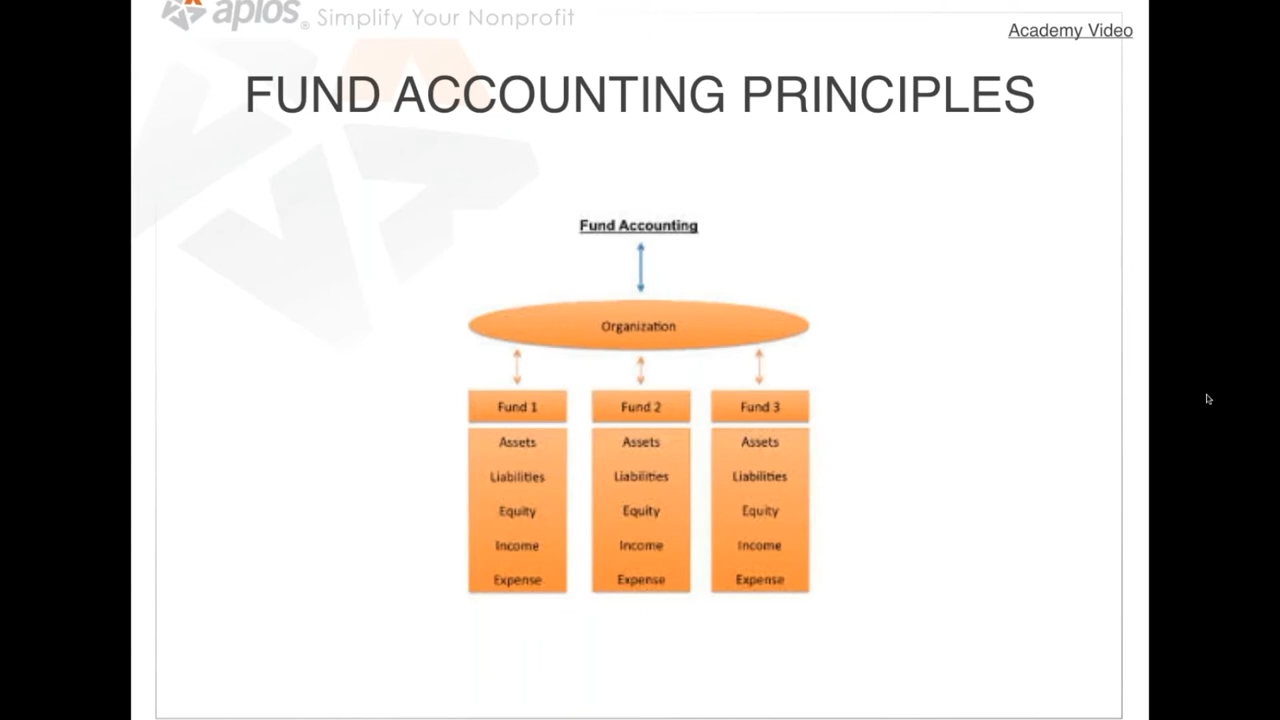 aplos® Simplify Your Nonprofit
Academy Video
FUND ACCOUNTING PRINCIPLES
Fund Accounting
Organization
Fund 1 Fund 2 Fund 3
Assets Assets Assets
Liabilities Liabilities Liabilities
Equity Equity Equity
Income Income Income
Expense Expense Expense